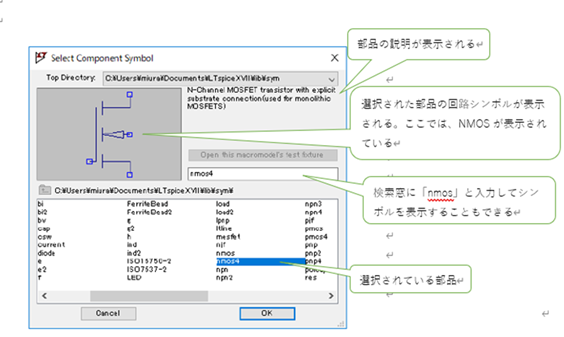 部品の説明が表示される
Select Component Symbol
Top Directory:
C:¥Users¥miura¥Documents¥LTspiceXVII¥lib¥sym
N-Channel MOSFET transistor with explicit
substrate connection(used for monolithic
MOSFETS)
選択された部品の回路シンボルが表示
される。ここでは、NMOS が表示され
ている
Open this macromodel's test fixture
nmos4
C:¥Users¥miura¥Documents¥LTspiceXVII¥lib¥sym¥
検索窓に「nmos」と入力してシン
ボルを表示することもできる
bi FerriteBead load npn3
bi2 FerriteBead2 load2 npn4
bv g lpnp pjf
cap g2 ltline pmos
csw h mesfet pmos4
current ind njf pnp
diode ind2 nmos pnp2
e ISO16750-2 nmos4 pnp4
e2 ISO7637-2 npn
f LED npn2 res
選択されている部品
Cancel
OK